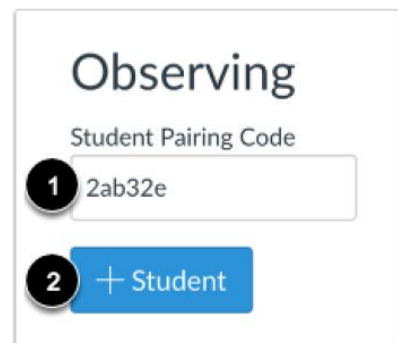 Observing
Student Pairing Code
1 2ab32e
2 + Student